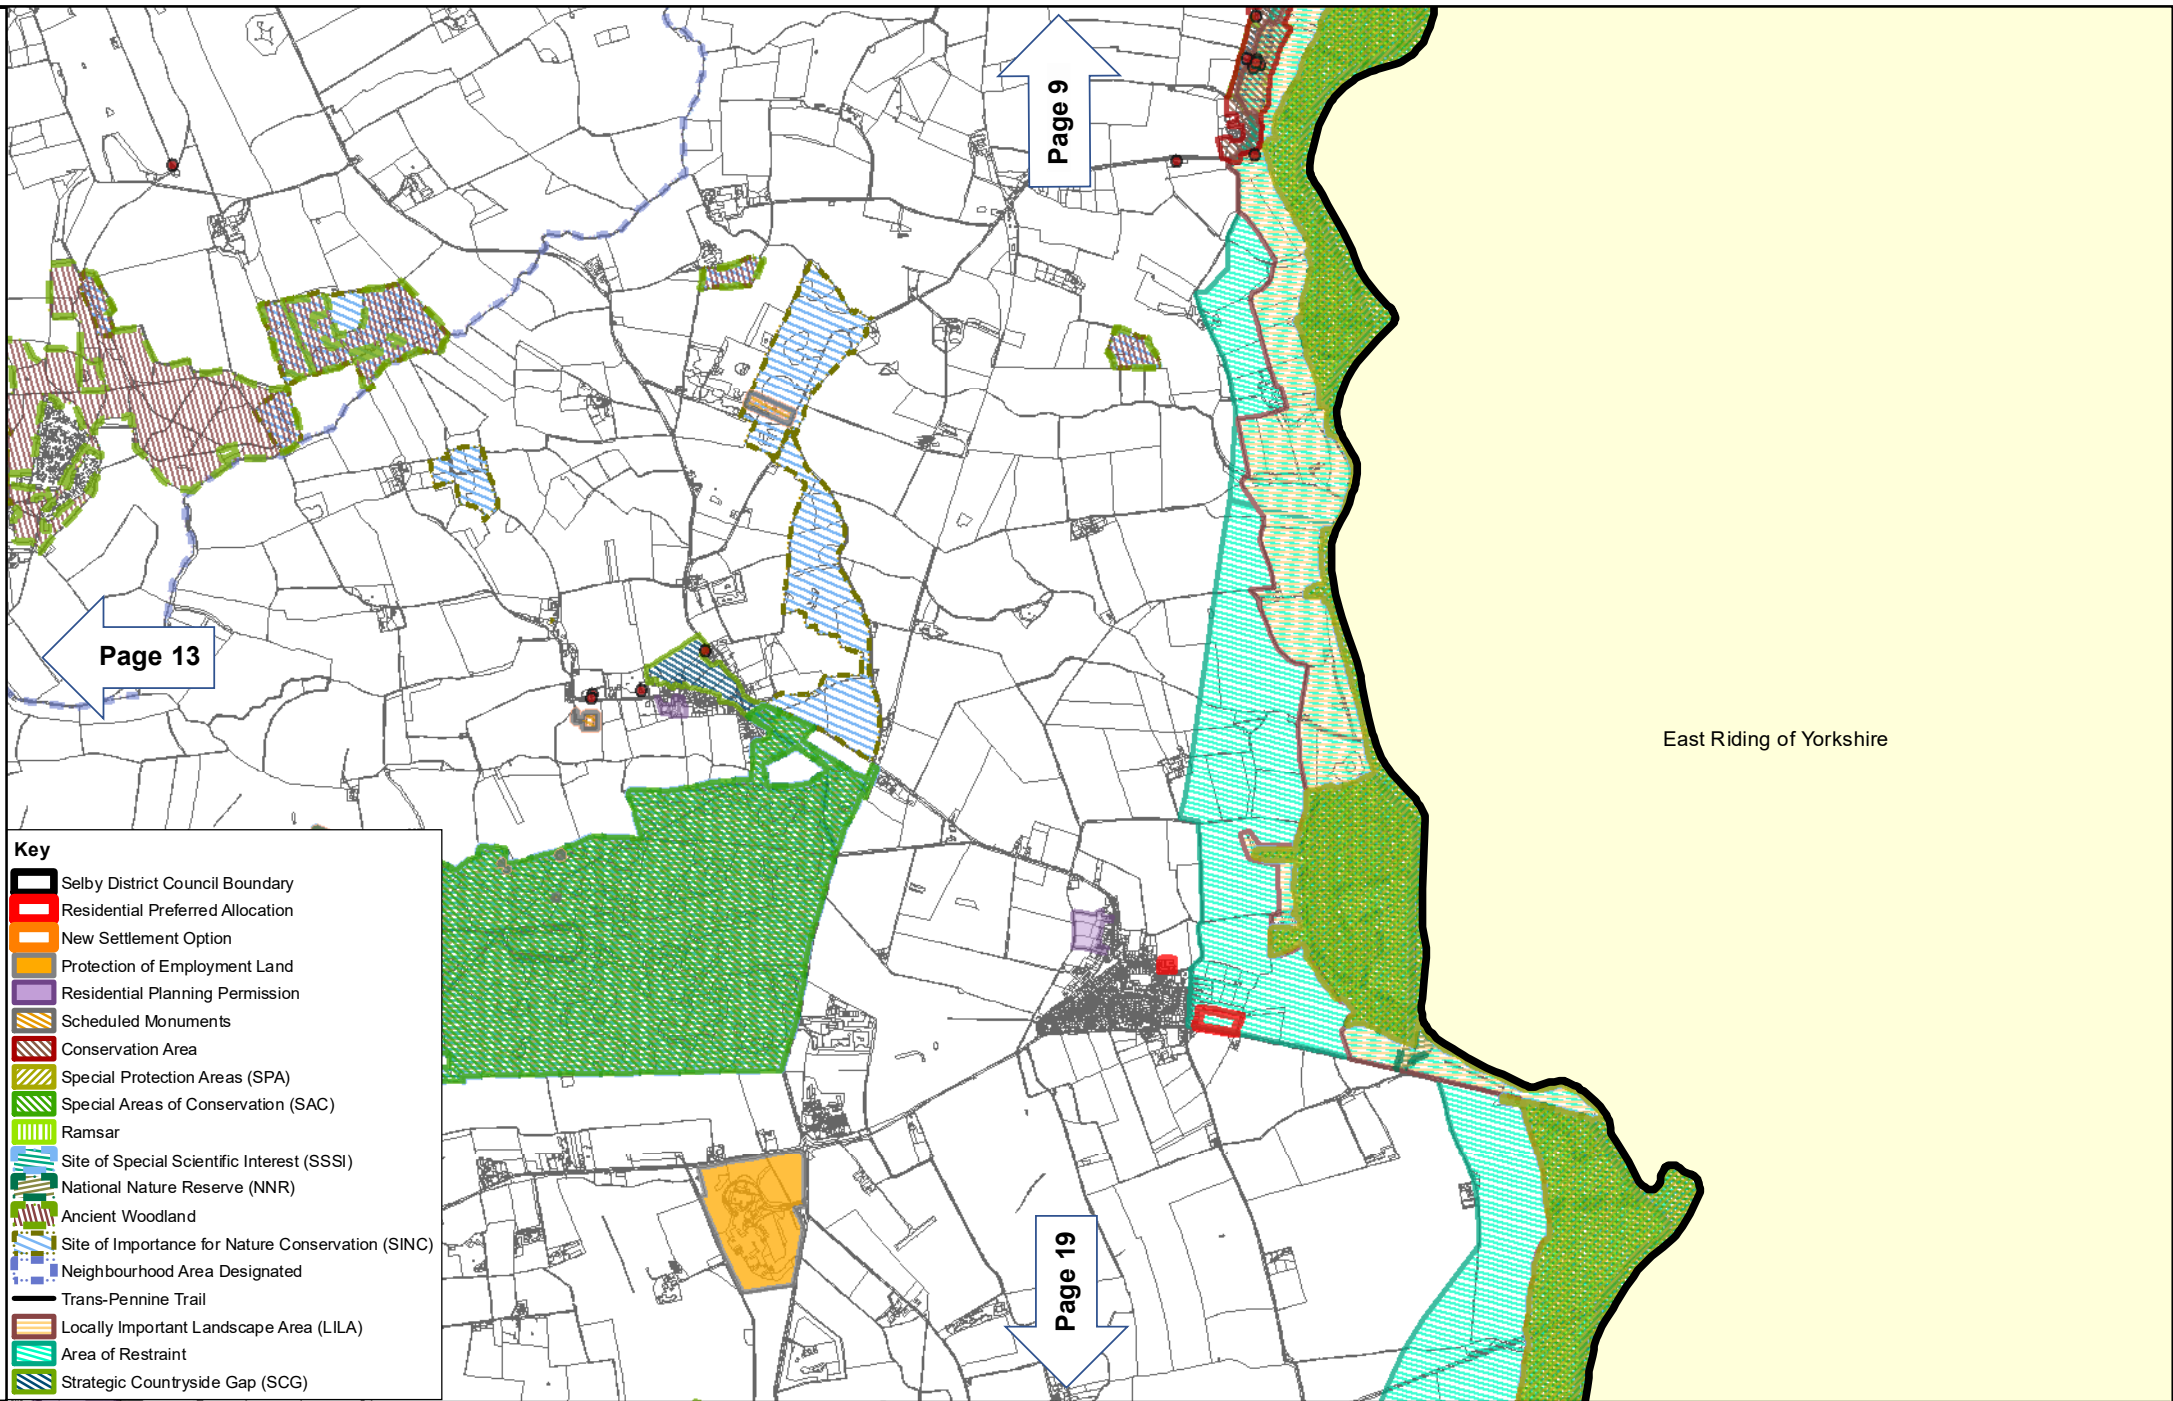 Page 9
Page 13
East Riding of Yorkshire
Key
Selby District Council Boundary
Residential Preferred Allocation
New Settlement Option
Protection of Employment Land
Residential Planning Permission
Scheduled Monuments
Conservation Area
Special Protection Areas (SPA)
Special Areas of Conservation (SAC)
Ramsar
Site of Special Scientific Interest (SSSI)
National Nature Reserve (NNR)
Ancient Woodland
Site of Importance for Nature Conservation (SINC)
Neighbourhood Area Designated
Trans-Pennine Trail
Locally Important Landscape Area (LILA)
Area of Restraint
Strategic Countryside Gap (SCG)
Page 19